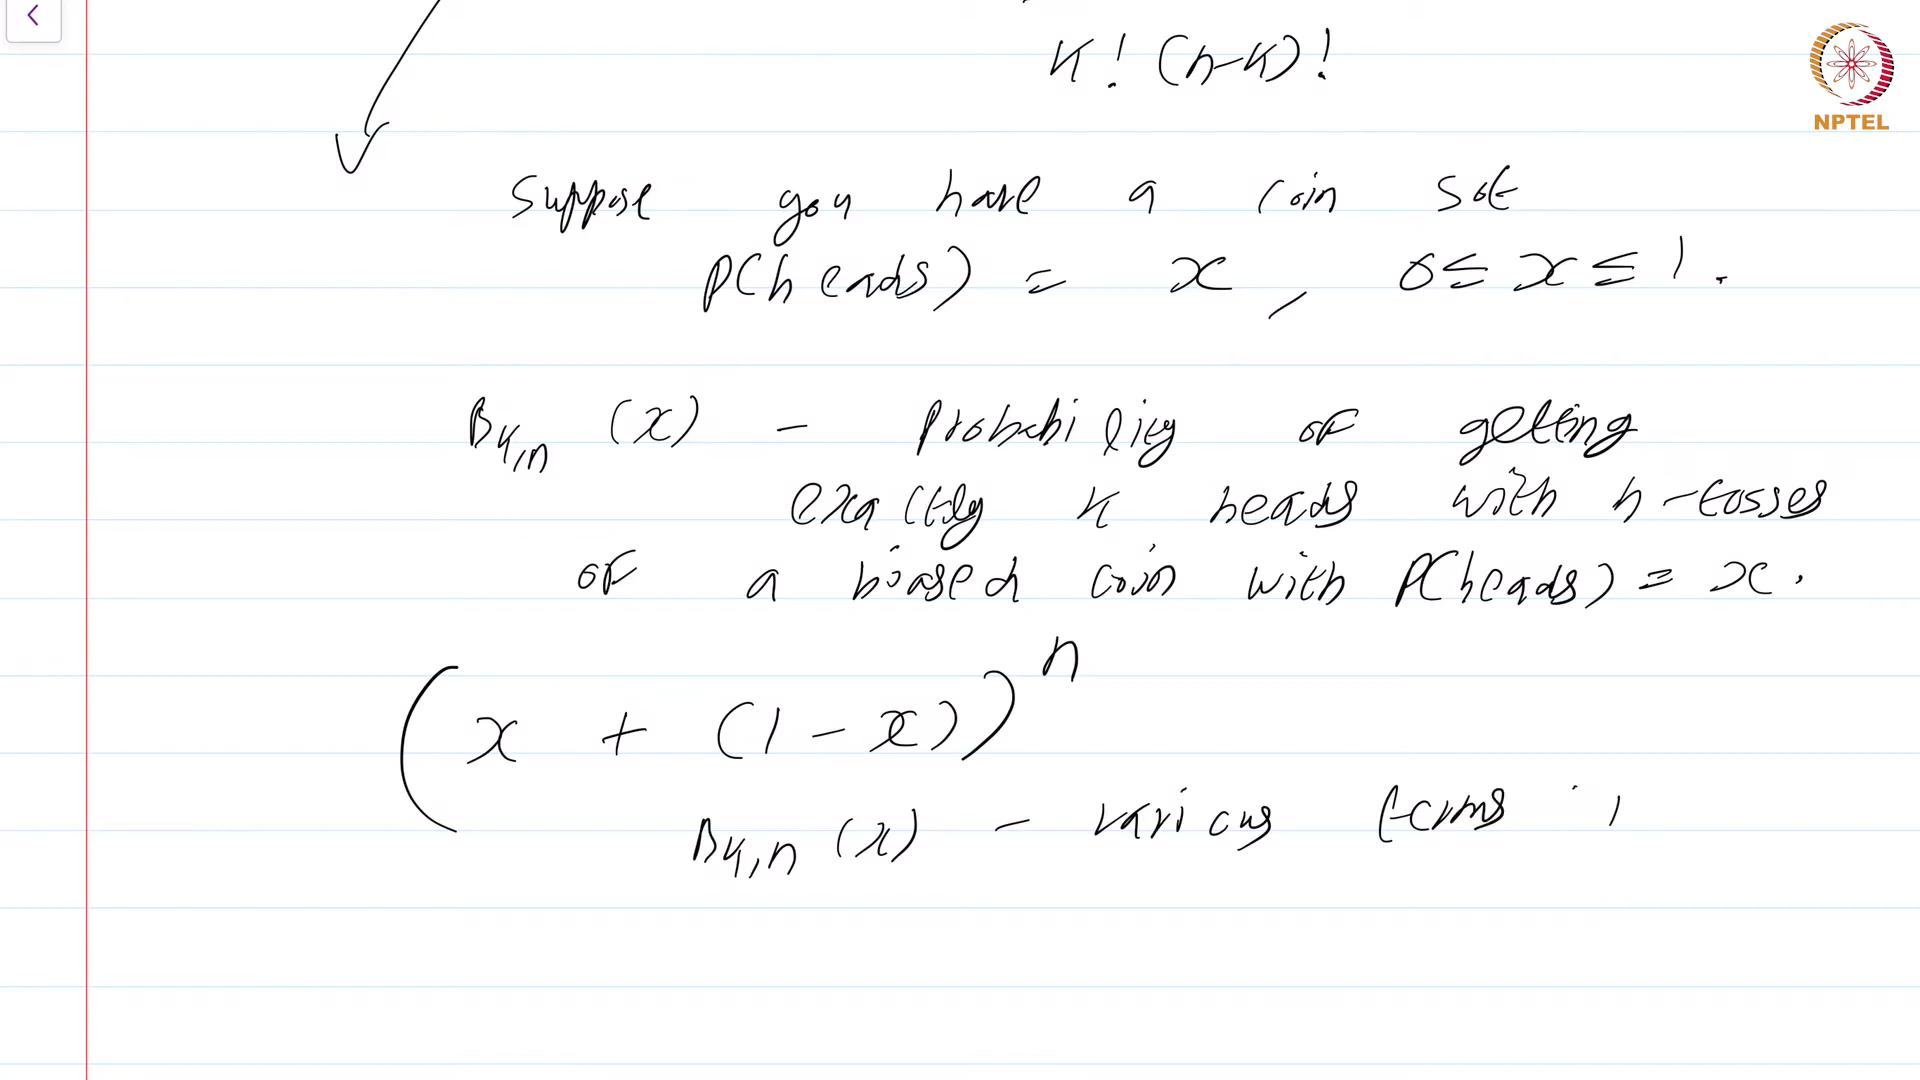 K! (n-K)!
NPTEL
Suppose you have a coin sot
P(heads) = x, 0 ≤ x ≤ 1.
B_{K,n} (x) - Probability of getting
exactly K heads with n-tosses
of a biased coin with P(heads) = x.
(x + (1 - x))^n
B_{K,n} (x) - various terms i